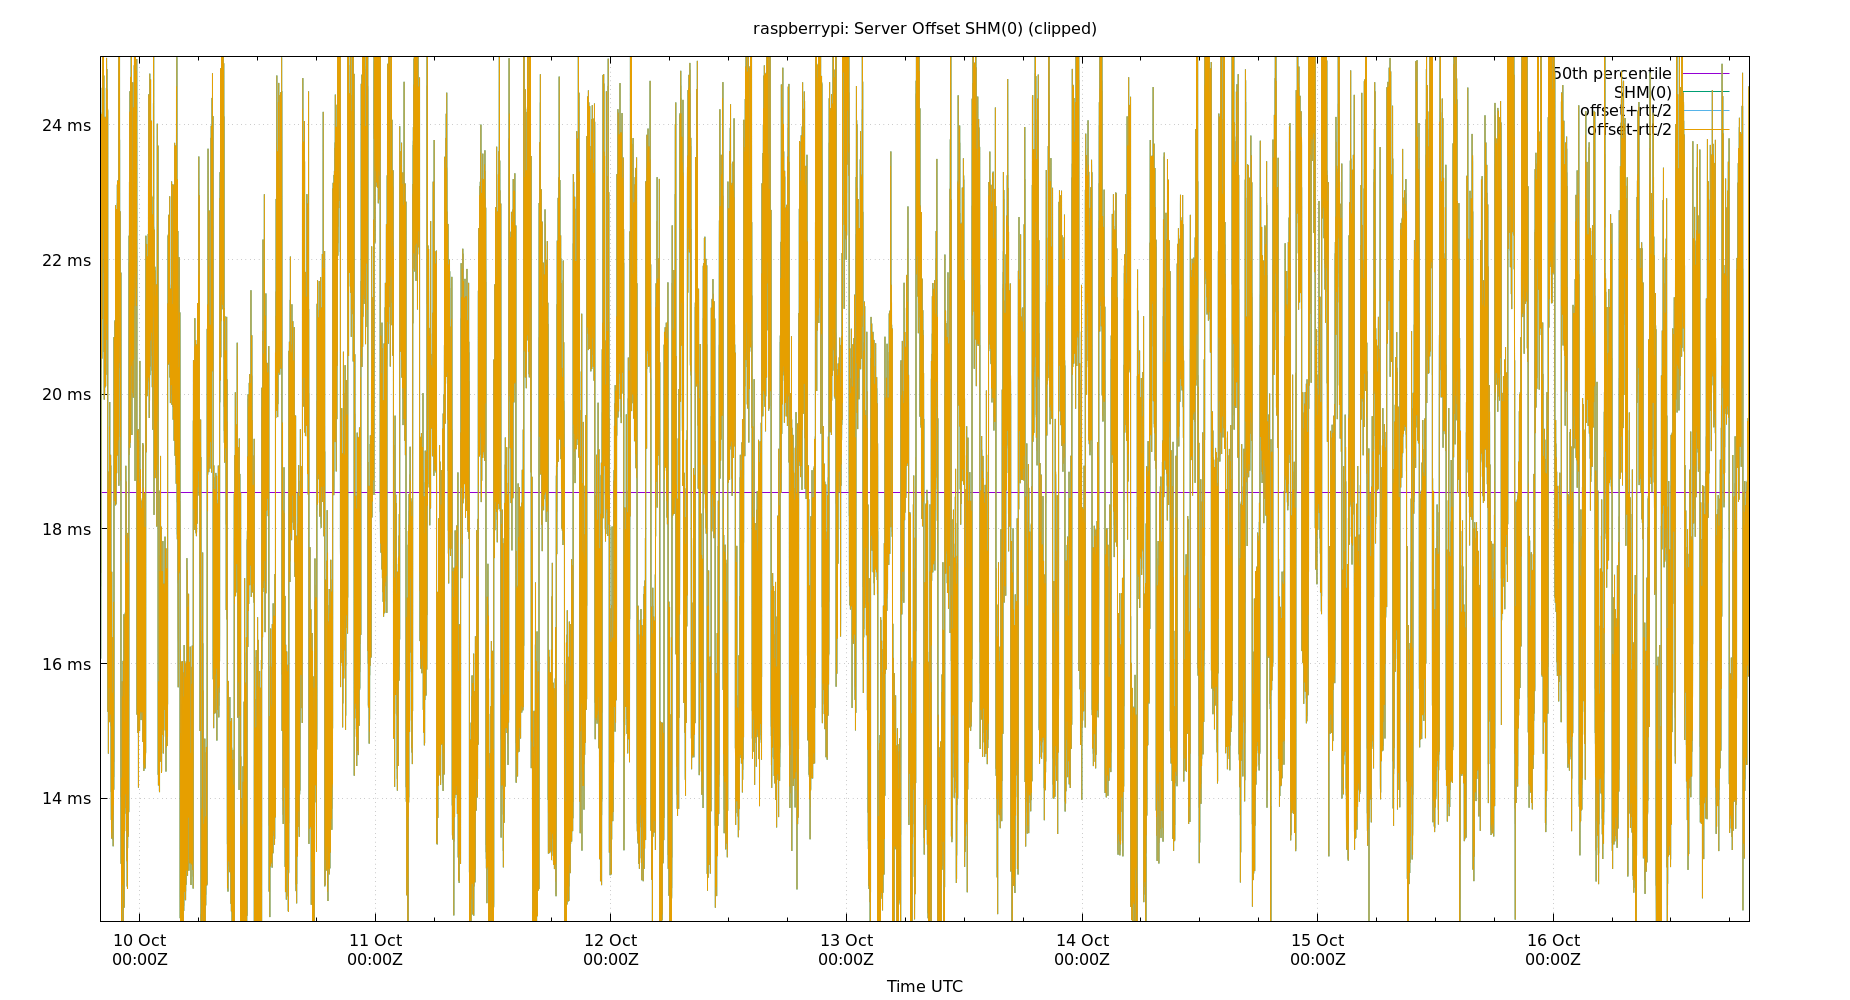 raspberrypi: Server Offset SHM(0) (clipped)
50th percentile
SHM(0)
offset+rtt/2
offset-rtt/2
24 ms
22 ms
20 ms
18 ms
16 ms
14 ms
10 Oct 11 Oct 12 Oct 13 Oct 14 Oct 15 Oct 16 Oct
00:00Z 00:00Z 00:00Z 00:00Z 00:00Z 00:00Z 00:00Z
Time UTC